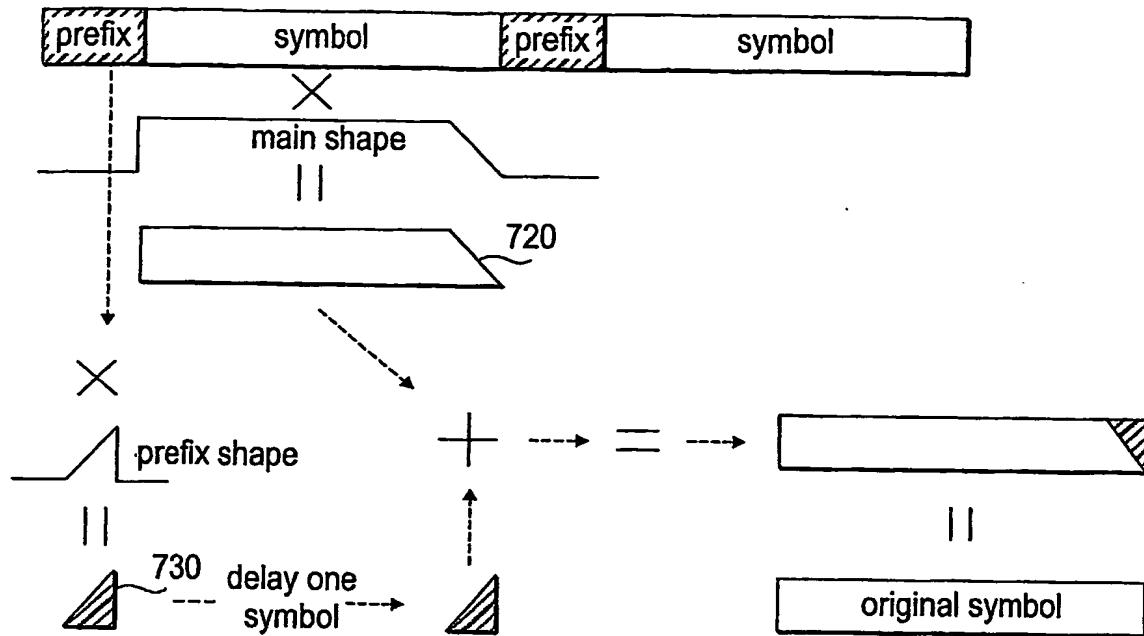 prefix symbol prefix symbol
main shape
720
prefix shape
730
delay one
symbol
original symbol